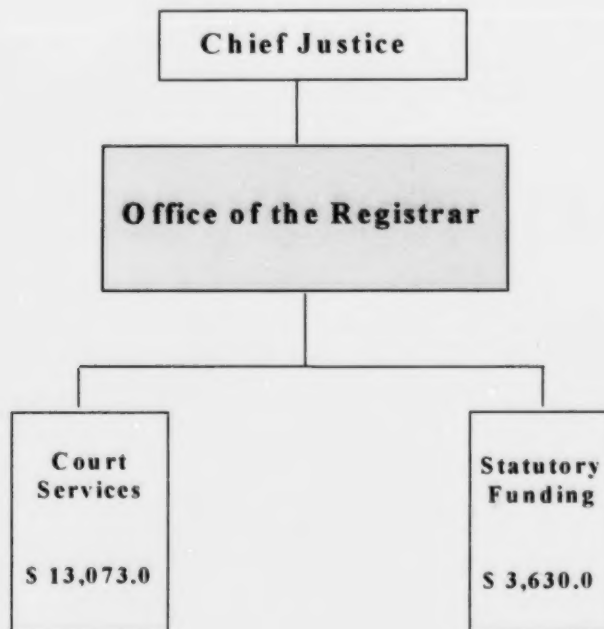 Chief Justice
Office of the Registrar
Court
Services
$ 13,073.0
Statutory
Funding
$ 3,630.0